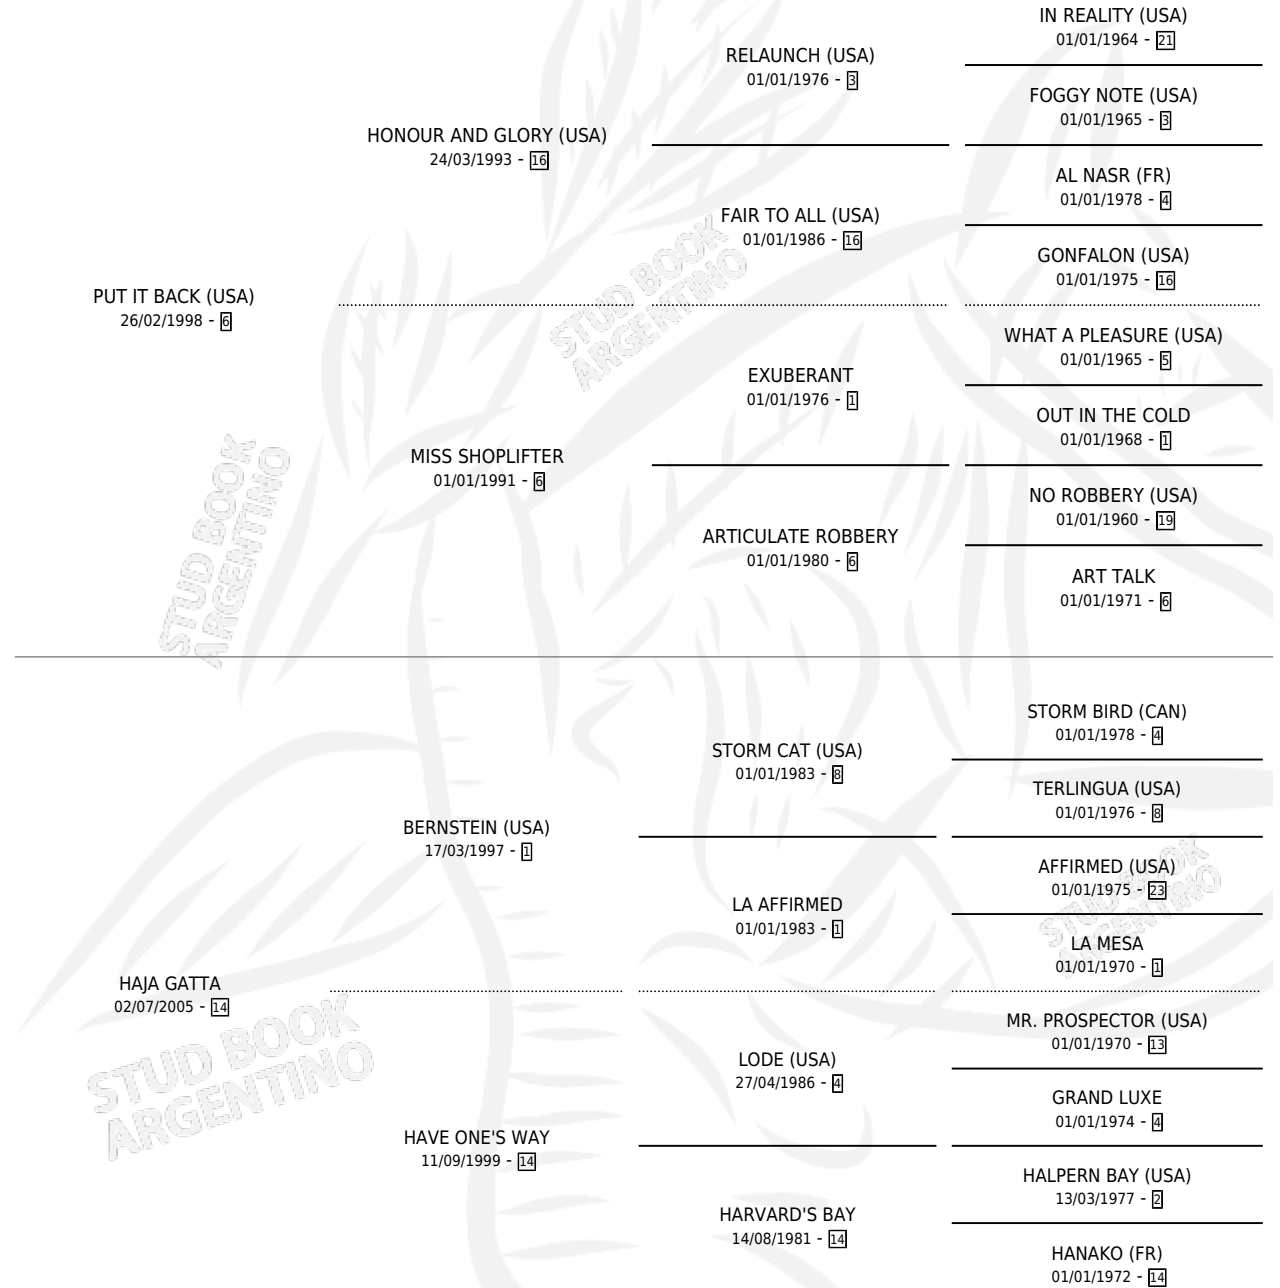 IN REALITY (USA)
01/01/1964 - 21
RELAUNCH (USA)
01/01/1976 - 3
FOGGY NOTE (USA)
01/01/1965 - 3
HONOUR AND GLORY (USA)
24/03/1993 - 16
AL NASR (FR)
01/01/1978 - 4
FAIR TO ALL (USA)
01/01/1986 - 16
GONFALON (USA)
01/01/1975 - 16
PUT IT BACK (USA)
26/02/1998 - 6
STUD BOOK
ARGENTINO
WHAT A PLEASURE (USA)
01/01/1965 - 5
EXUBERANT
01/01/1976 - 1
OUT IN THE COLD
01/01/1968 - 1
MISS SHOPLIFTER
01/01/1991 - 6
NO ROBBERY (USA)
01/01/1960 - 19
ARTICULATE ROBBERY
01/01/1980 - 6
ART TALK
01/01/1971 - 6
STUD BOOK
ARGENTINO
STORM BIRD (CAN)
01/01/1978 - 4
STORM CAT (USA)
01/01/1983 - 8
TERLINGUA (USA)
01/01/1976 - 8
BERNSTEIN (USA)
17/03/1997 - 1
AFFIRMED (USA)
01/01/1975 - 23
LA AFFIRMED
01/01/1983 - 1
STUD BOOK
ARGENTINO
LA MESA
01/01/1970 - 1
HAJA GATTA
02/07/2005 - 14
STUD BOOK
ARGENTINO
MR. PROSPECTOR (USA)
01/01/1970 - 13
LODE (USA)
27/04/1986 - 4
GRAND LUXE
01/01/1974 - 4
HAVE ONE'S WAY
11/09/1999 - 14
HALPERN BAY (USA)
13/03/1977 - 2
HARVARD'S BAY
14/08/1981 - 14
HANAKO (FR)
01/01/1972 - 14